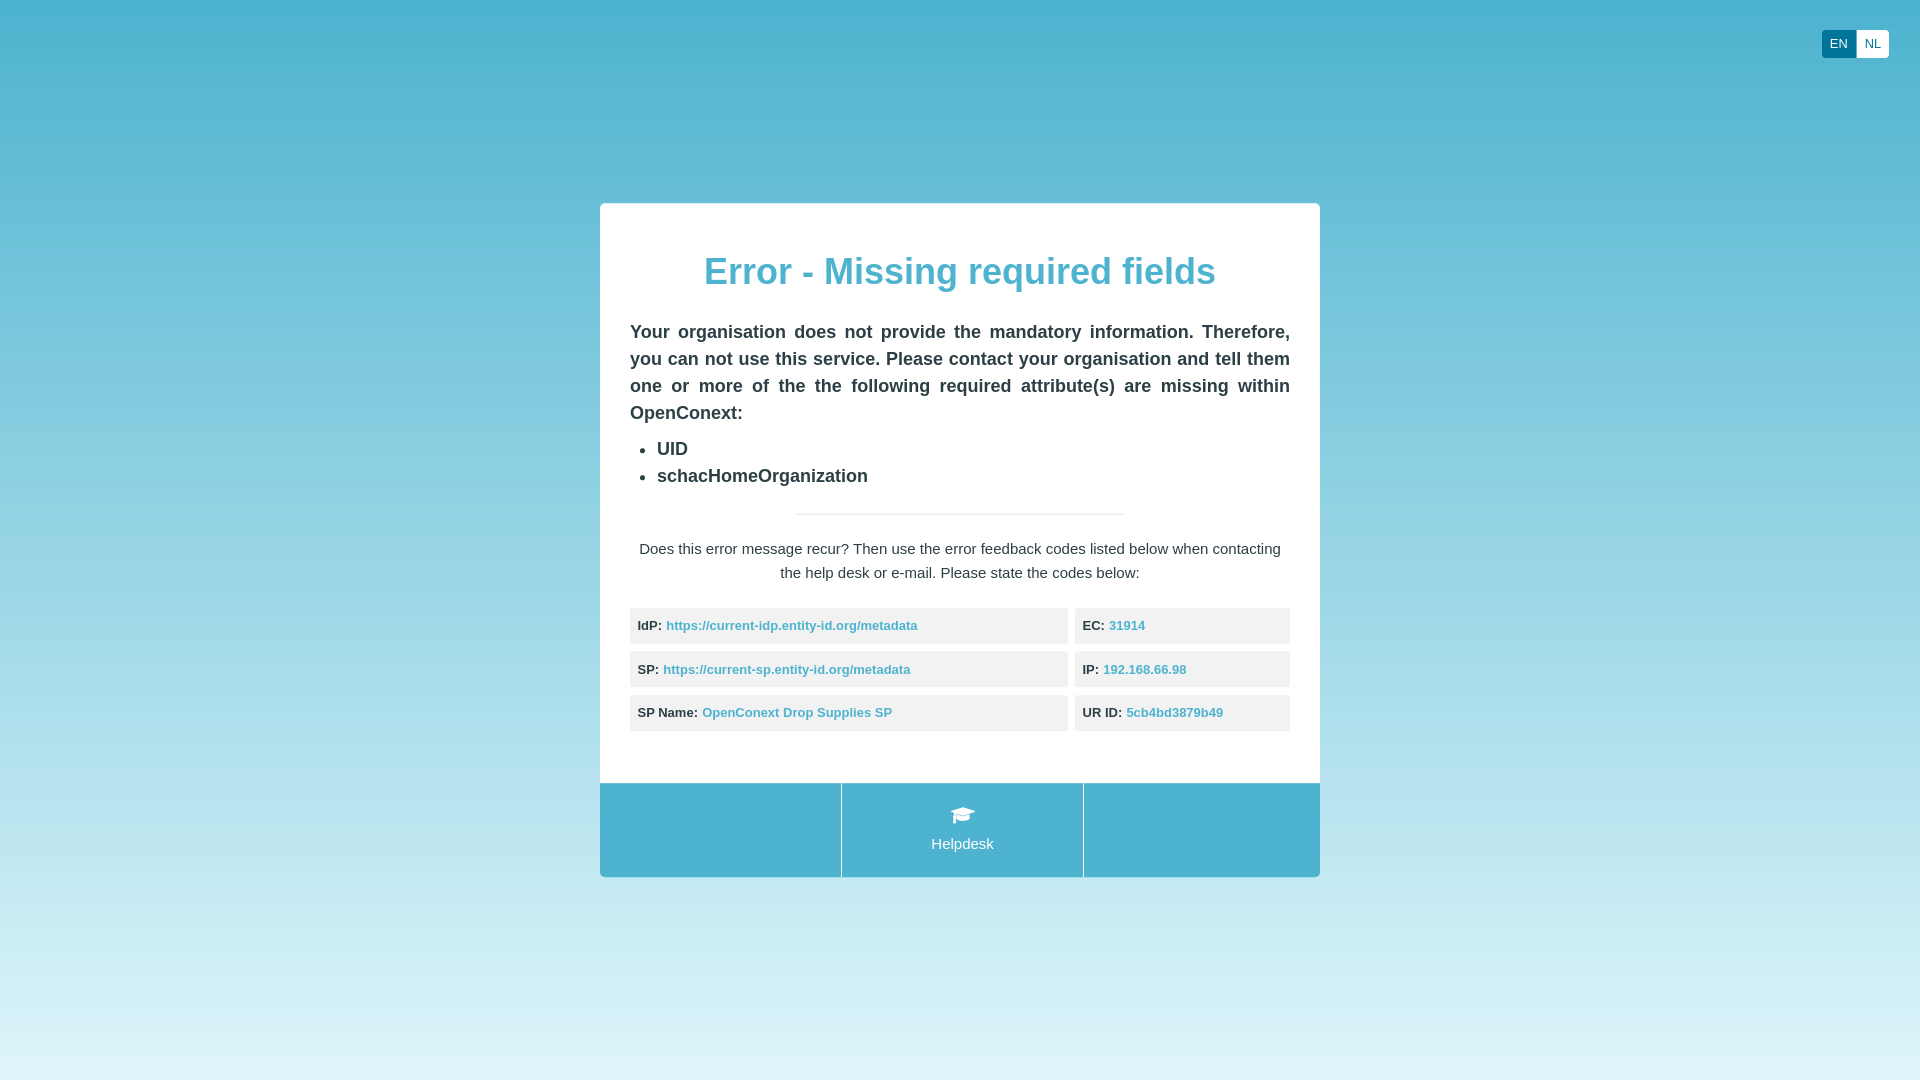 EN NL
Error - Missing required fields
Your organisation does not provide the mandatory information. Therefore,
you can not use this service. Please contact your organisation and tell them
one or more of the the following required attribute(s) are missing within
OpenConext:
• UID
• schacHomeOrganization
Does this error message recur? Then use the error feedback codes listed below when contacting
the help desk or e-mail. Please state the codes below:
IdP: https://current-idp.entity-id.org/metadata EC: 31914
SP: https://current-sp.entity-id.org/metadata IP: 192.168.66.98
SP Name: OpenConext Drop Supplies SP UR ID: 5cb4bd3879b49
Helpdesk